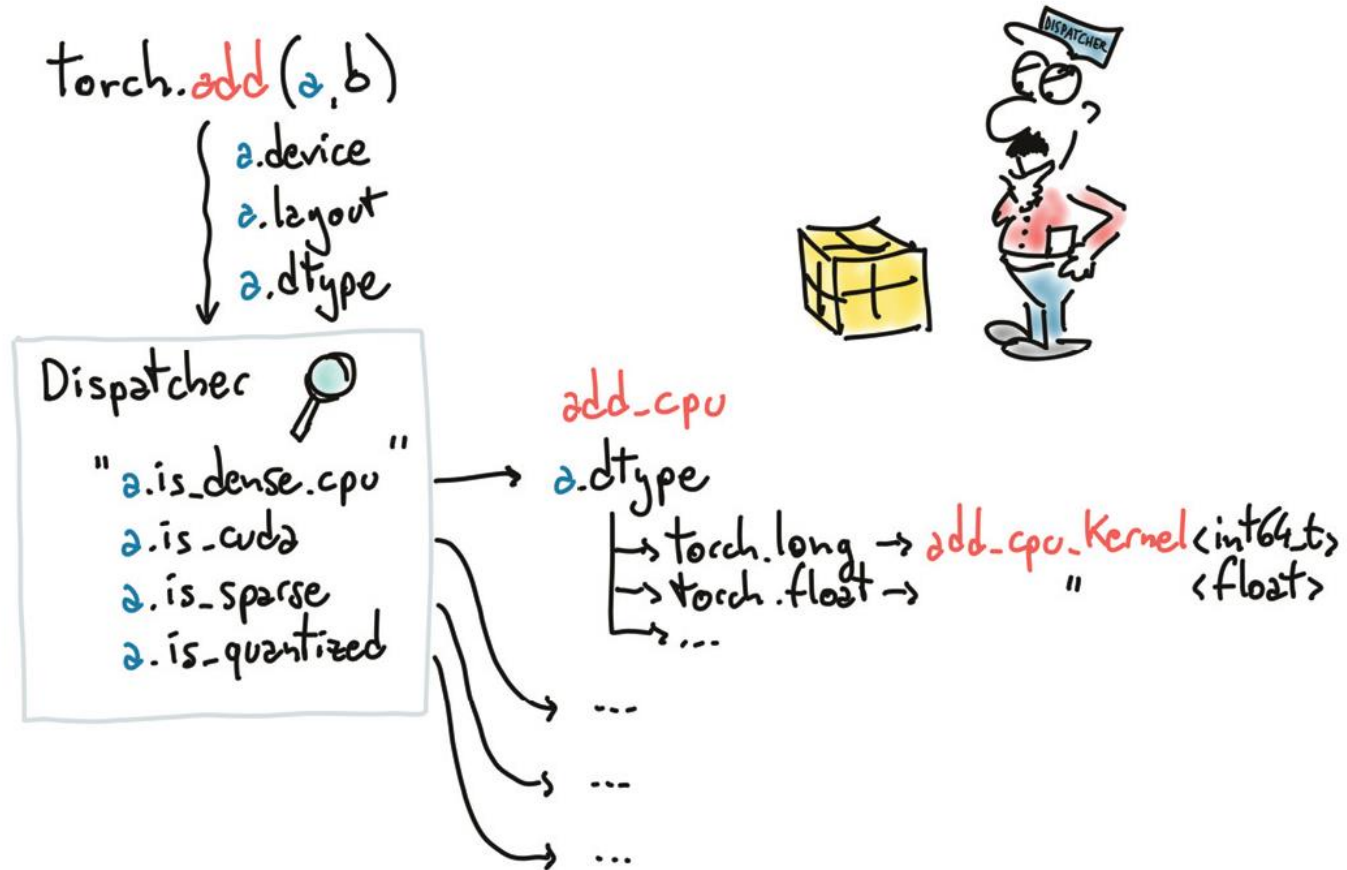 torch.add(a,b)
a.device
a.layout
a.dtype
DISPATCHER
Dispatcher
"a.is_dense.cpu"
a.is_cuda
a.is_sparse
a.is_quantized
add_cpu
a.dtype
torch.long → add_cpu_Kernel<int64_t>
torch.float → " <float>
...
...
...
...